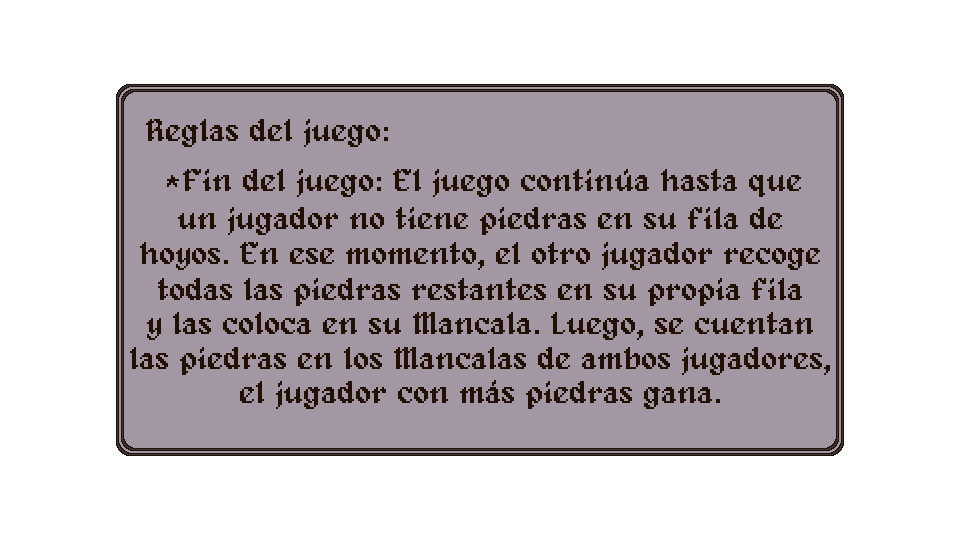 Reglas del juego:
*Fin del juego: El juego continúa hasta que
un jugador no tiene piedras en su fila de
hoyos. En ese momento, el otro jugador recoge
todas las piedras restantes en su propia fila
y las coloca en su Mancala. Luego, se cuentan
las piedras en los Mancalas de ambos jugadores,
el jugador con más piedras gana.